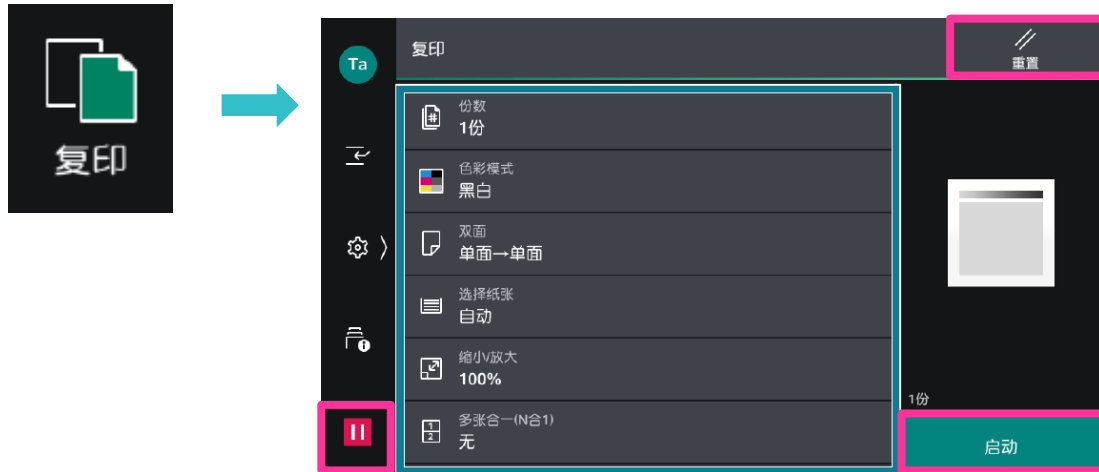 复印
Ta
复印
重置
份数
1份
色彩模式
黑白
双面
单面→单面
选择纸张
自动
缩小/放大
100%
多张合一(N合1)
无
1份
启动